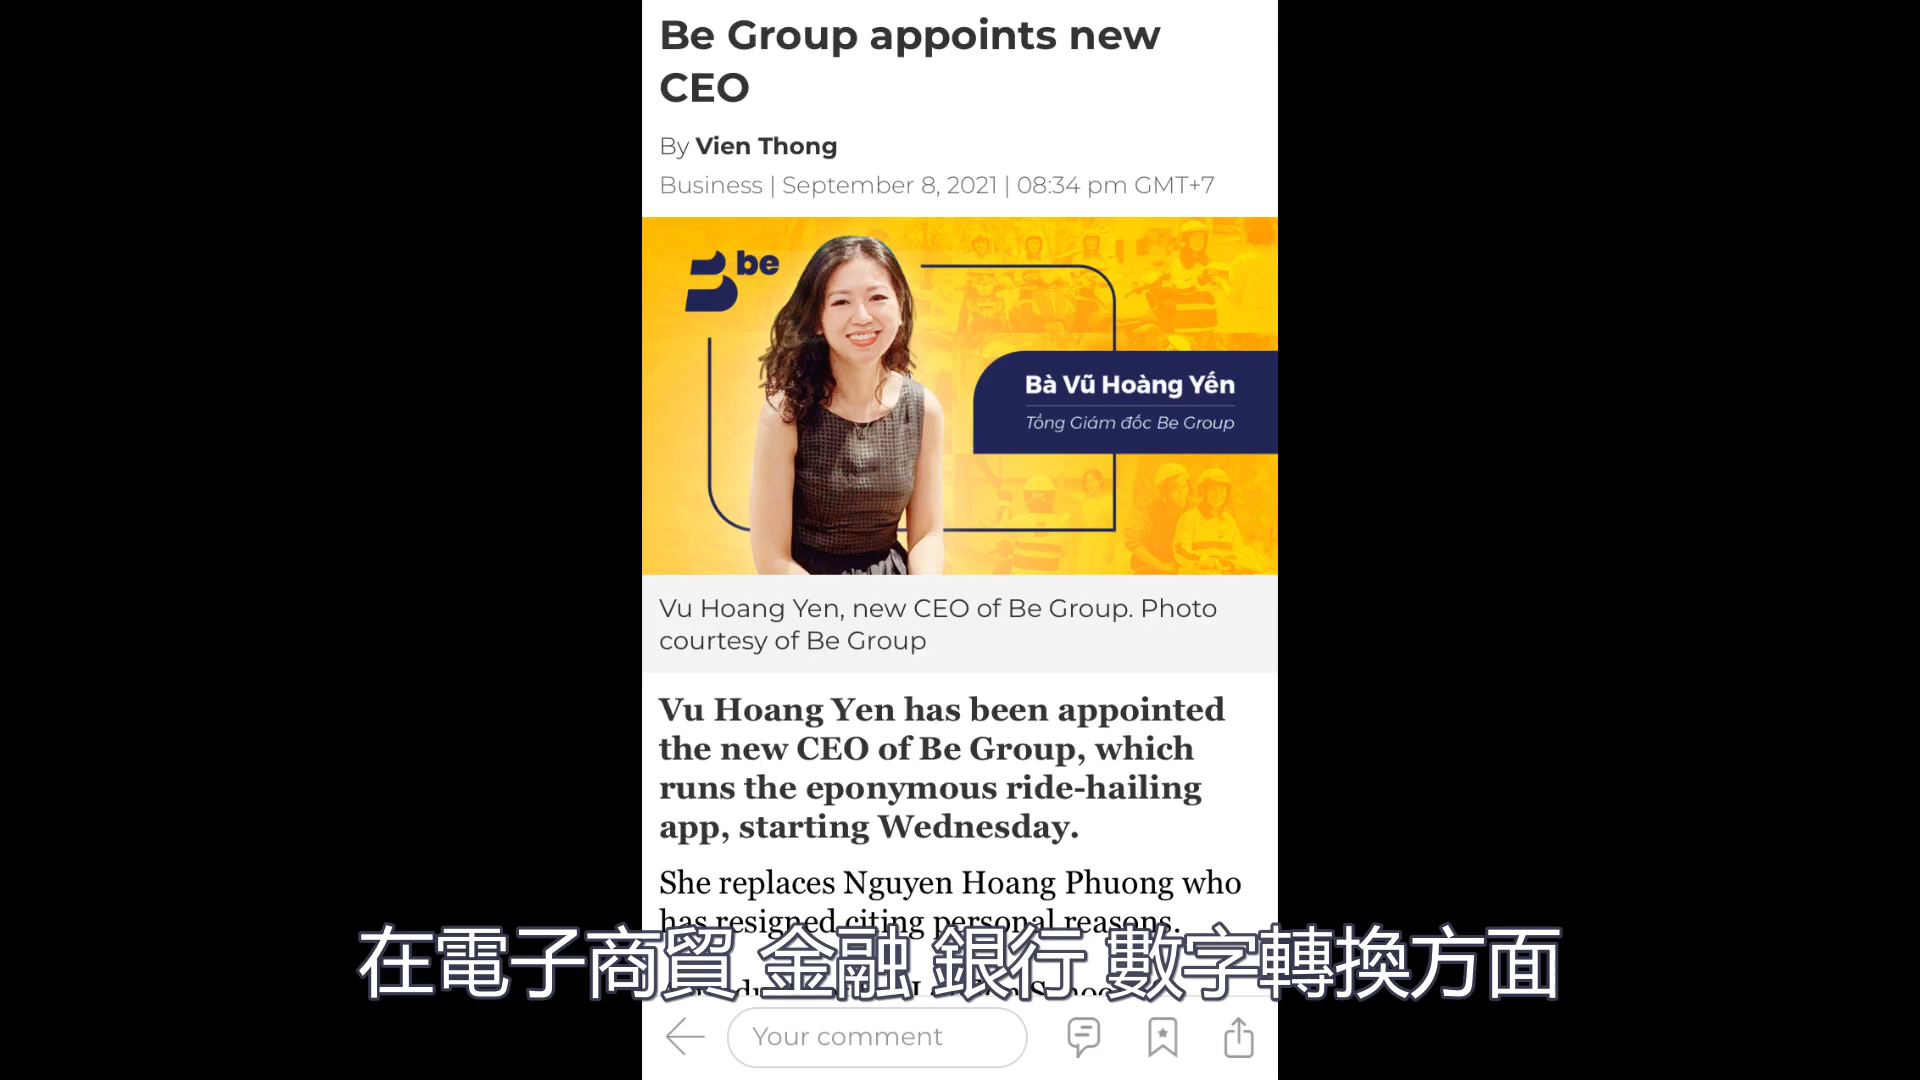 Be Group appoints new
CEO
By Vien Thong
Business | September 8, 2021 | 08:34 pm GMT+7
be
Bà Vũ Hoàng Yến
Tổng Giám đốc Be Group
Vu Hoang Yen, new CEO of Be Group. Photo
courtesy of Be Group
Vu Hoang Yen has been appointed
the new CEO of Be Group, which
runs the eponymous ride-hailing
app, starting Wednesday.
She replaces Nguyen Hoang Phuong who
has resigned citing personal reasons.
在電子商貿 金融 銀行 數字轉換方面
Your comment